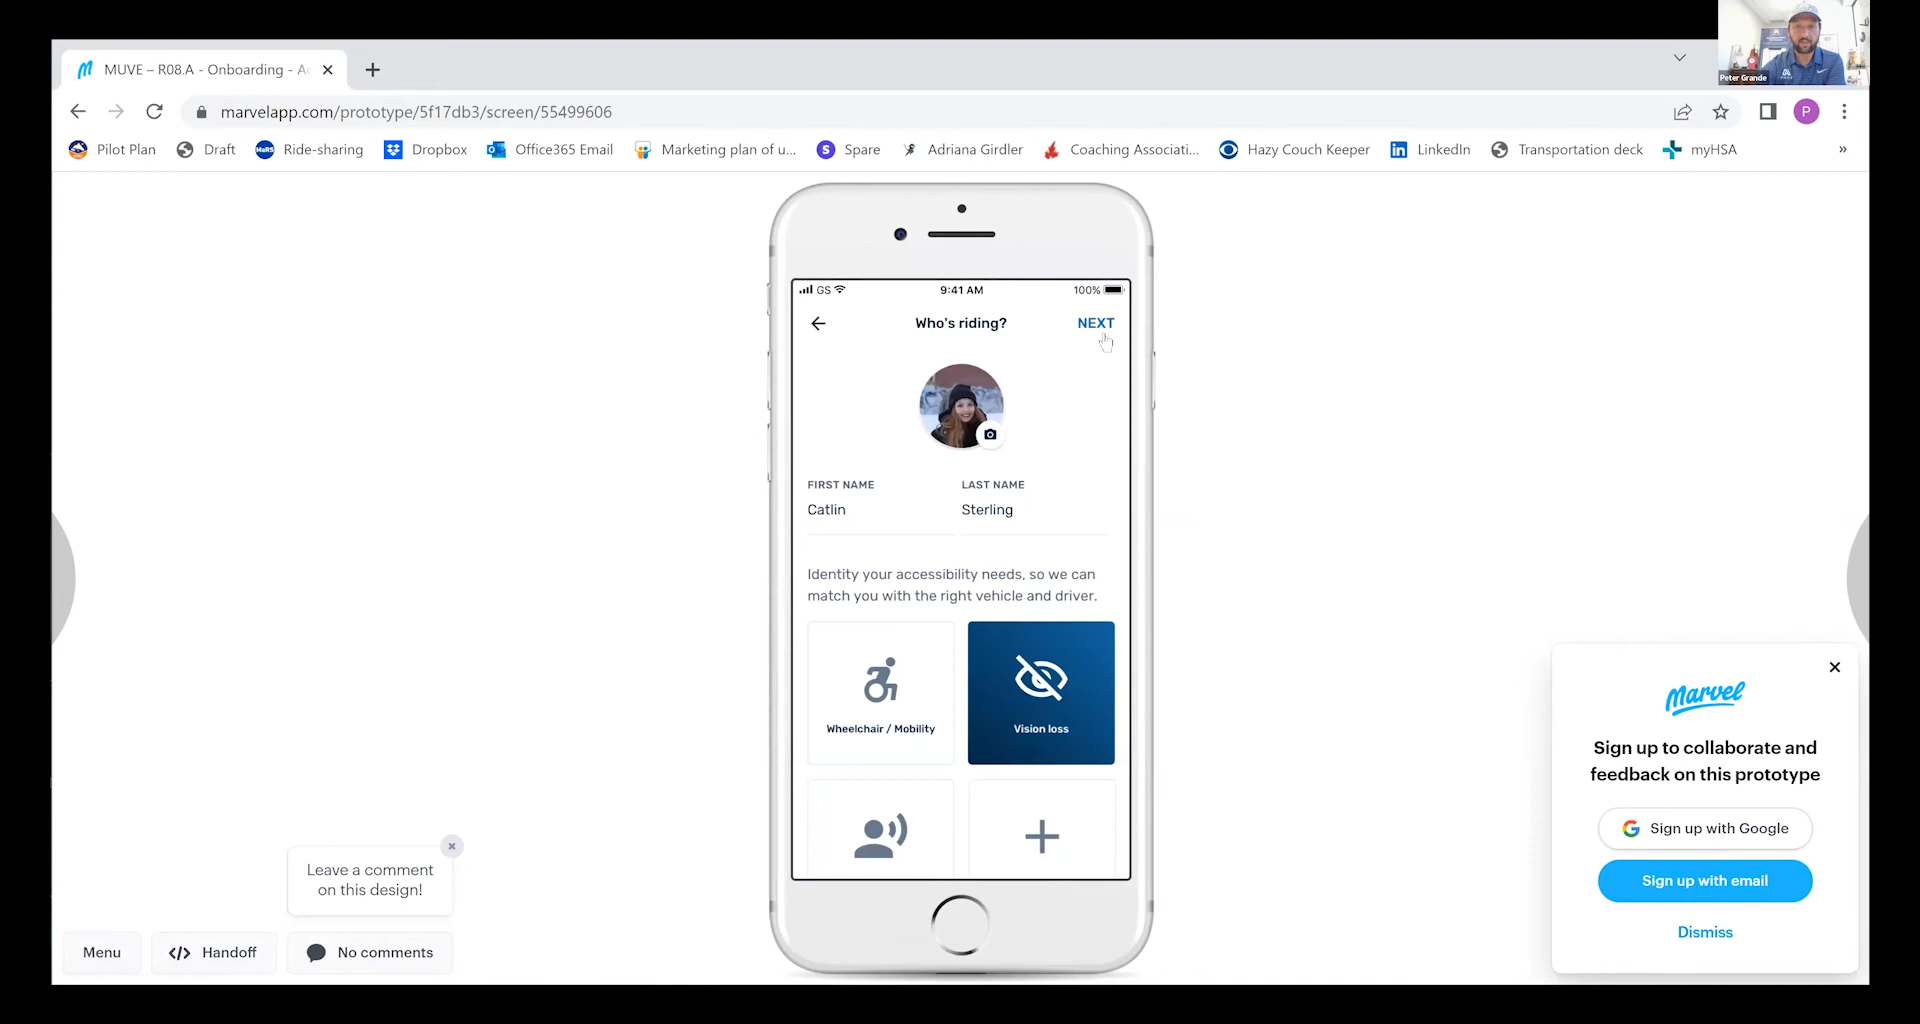 MUVE – R08.A - Onboarding - Ac
Peter Grande
marvelapp.com/prototype/5f17db3/screen/55499606
P
Pilot Plan
Draft
MaRS
Ride-sharing
Dropbox
Office365 Email
Marketing plan of u...
S
Spare
Adriana Girdler
Coaching Associati...
Hazy Couch Keeper
in
LinkedIn
Transportation deck
myHSA
»
GS
9:41 AM
100%
Who's riding?
NEXT
FIRST NAME
LAST NAME
Catlin
Sterling
Identity your accessibility needs, so we can
match you with the right vehicle and driver.
Wheelchair / Mobility
Vision loss
Leave a comment
on this design!
Menu
Handoff
No comments
Marvel
Sign up to collaborate and
feedback on this prototype
Sign up with Google
Sign up with email
Dismiss